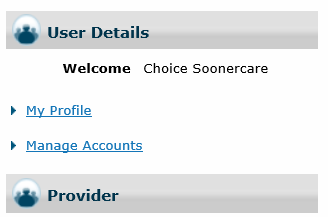 User Details
Welcome Choice Soonercare
My Profile
Manage Accounts
Provider